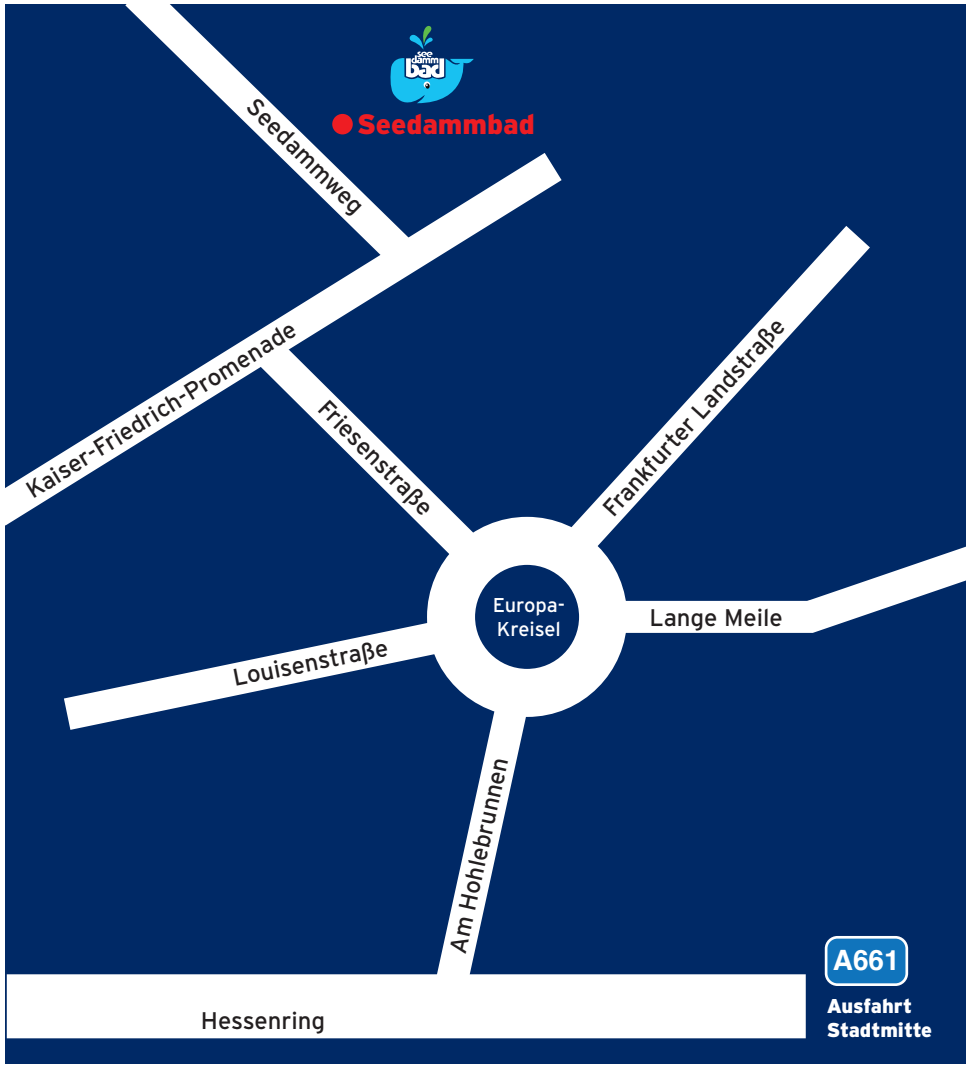 see
damm
bad
Seedammbad
Seedammweg
Kaiser-Friedrich-Promenade
Friesenstraße
Frankfurter Landstraße
Europa-
Kreisel
Lange Meile
Louisenstraße
Am Hohlebrunnen
A661
Ausfahrt
Stadtmitte
Hessenring